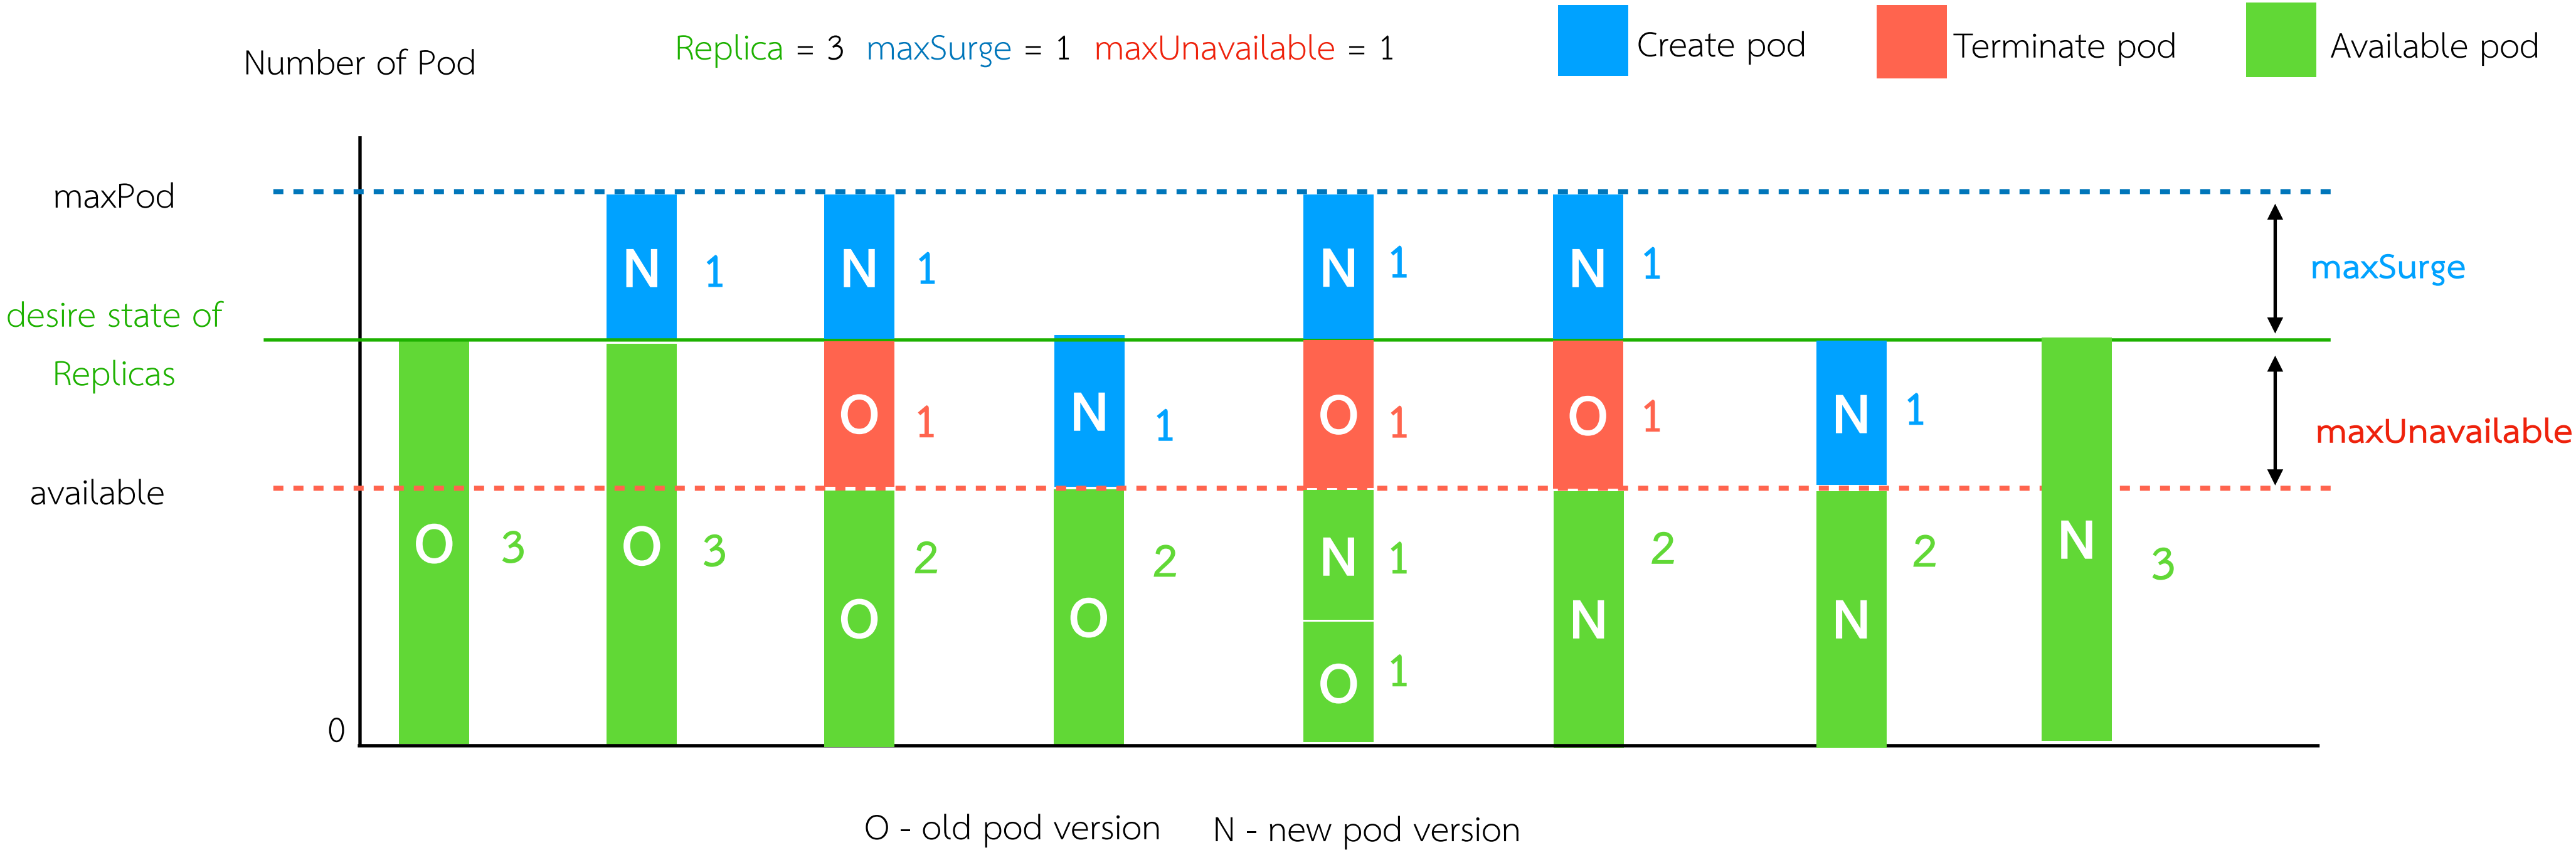 Number of Pod
Replica = 3 maxSurge = 1 maxUnavailable = 1
Create pod
Terminate pod
Available pod
maxPod
desire state of
Replicas
available
0
O 3
N 1
O 3
N 1
O 1
O 2
N 1
O 2
N 1
O 1
N 1
O 1
N 1
O 1
N 2
N 1
N 2
N 3
maxSurge
maxUnavailable
O - old pod version N - new pod version